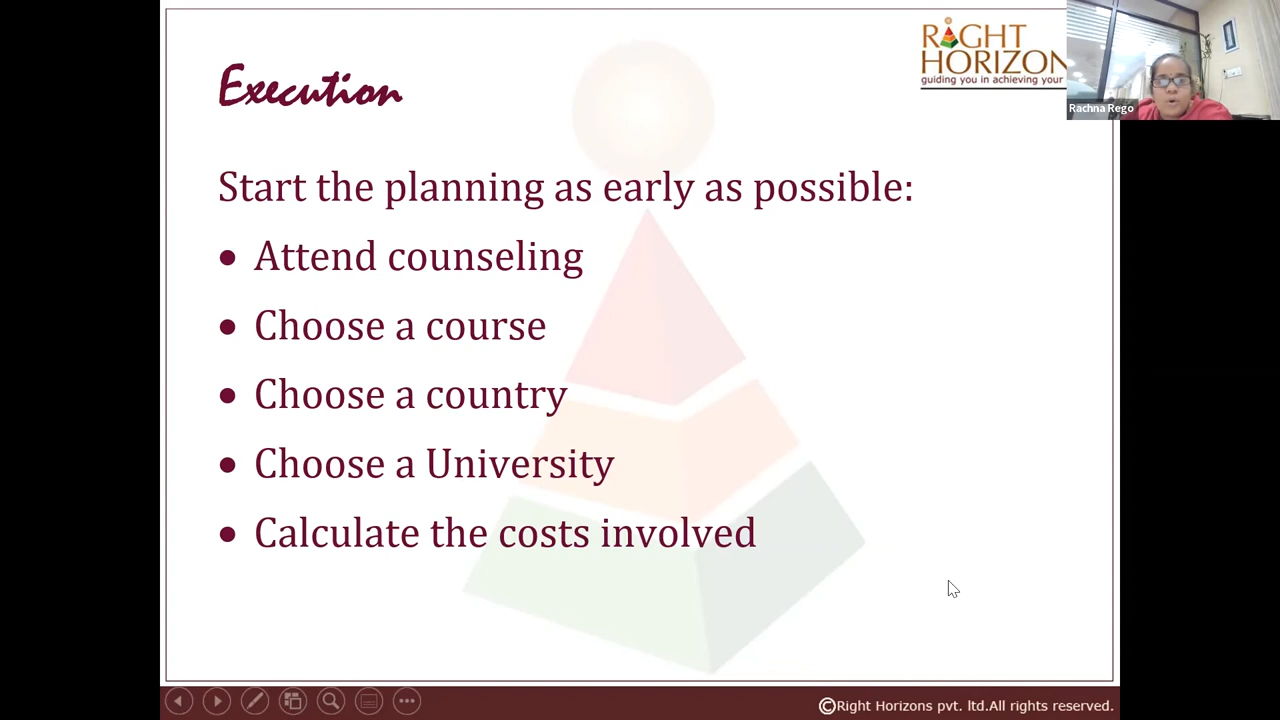 Execution
RIGHT
HORIZON
guiding you in achieving your
Rachna Rego
Start the planning as early as possible:
• Attend counseling
• Choose a course
• Choose a country
• Choose a University
• Calculate the costs involved
©Right Horizons pvt. ltd.All rights reserved.